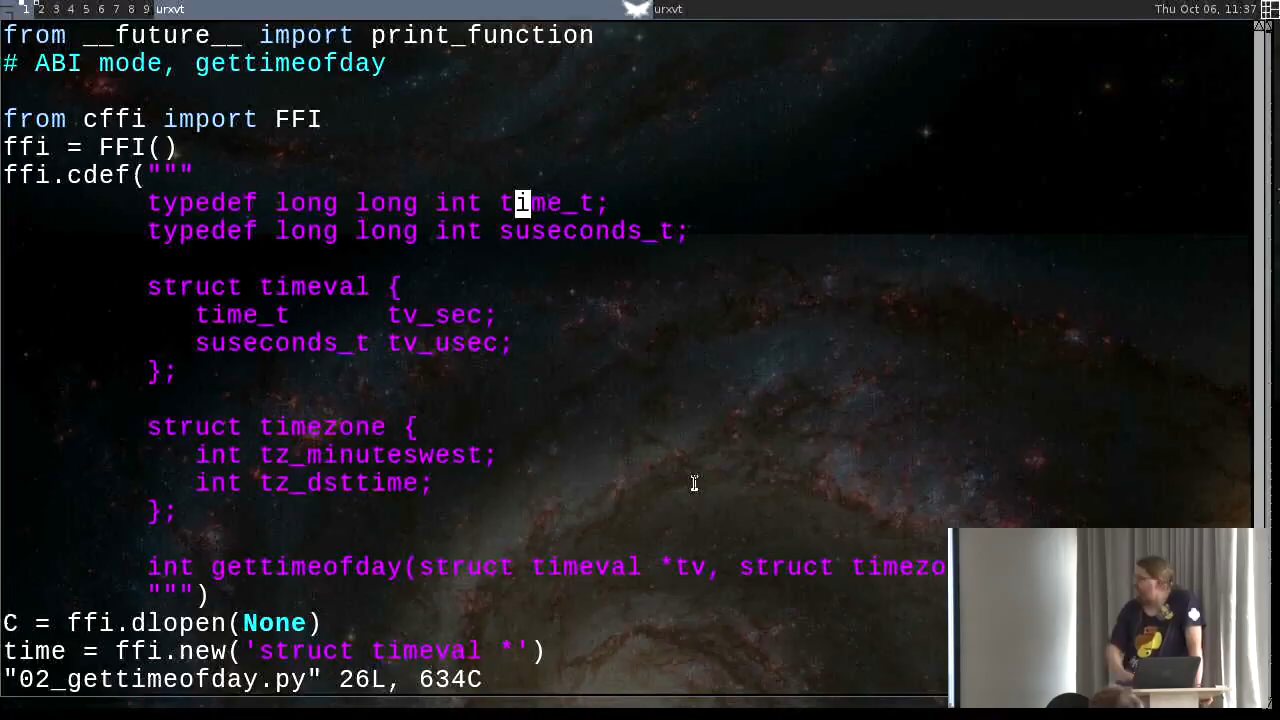 1 2 3 4 5 6 7 8 9 urxvt urxvt Thu Oct 06, 11:37
from __future__ import print_function
# ABI mode, gettimeofday
from cffi import FFI
ffi = FFI()
ffi.cdef("""
typedef long long int time_t;
typedef long long int suseconds_t;
struct timeval {
time_t tv_sec;
suseconds_t tv_usec;
};
struct timezone {
int tz_minuteswest;
int tz_dsttime;
};
int gettimeofday(struct timeval *tv, struct timezo
""")
C = ffi.dlopen(None)
time = ffi.new('struct timeval *')
"02_gettimeofday.py" 26L, 634C